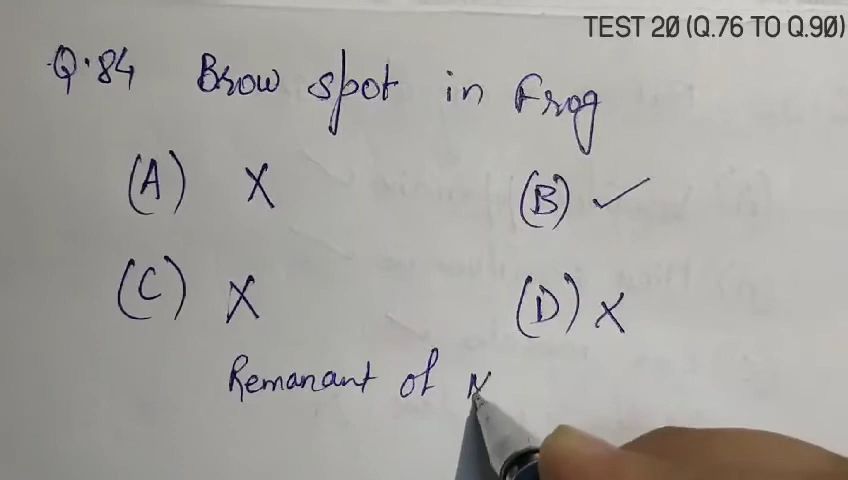 TEST 20 (Q.76 TO Q.90)
Q.84 Brow spot in Frog
(A) X (B) ✓
(C) X (D) X
Remanant of N